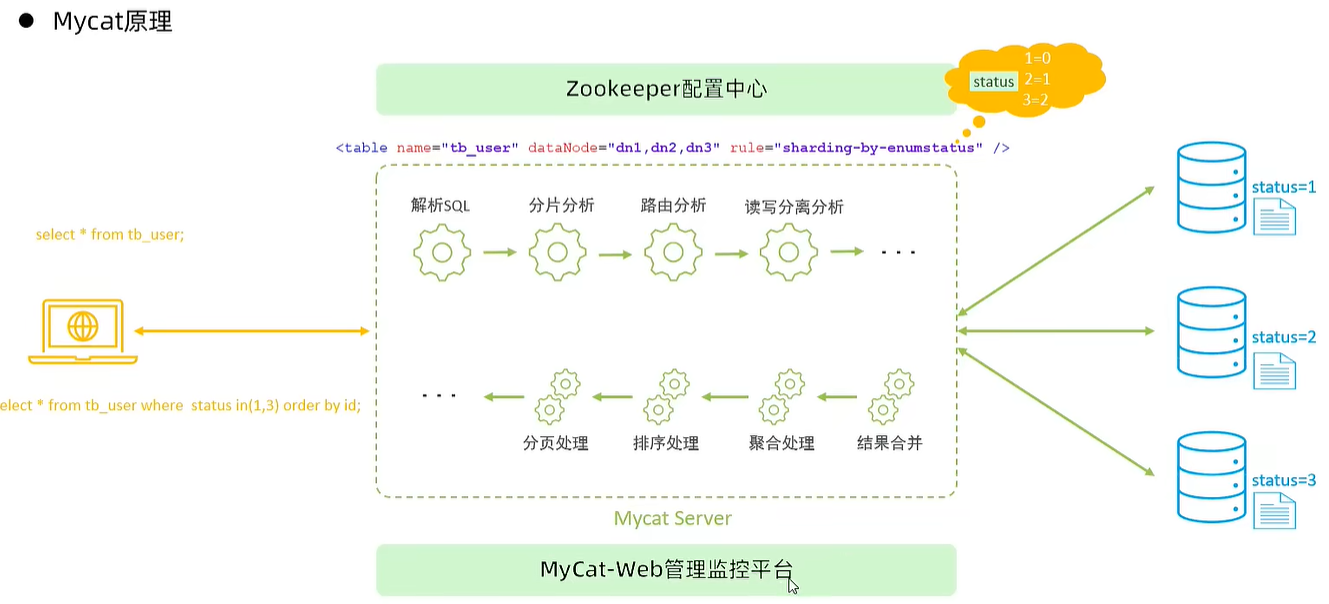 Mycat原理
Zookeeper配置中心
status
1=0
2=1
3=2
<table name="tb_user" dataNode="dn1,dn2,dn3" rule="sharding-by-enumstatus" />
解析SQL
分片分析
路由分析
读写分离分析
. . .
select * from tb_user;
elect * from tb_user where status in(1,3) order by id;
. . .
分页处理
排序处理
聚合处理
结果合并
status=1
status=2
status=3
Mycat Server
MyCat-Web管理监控平台